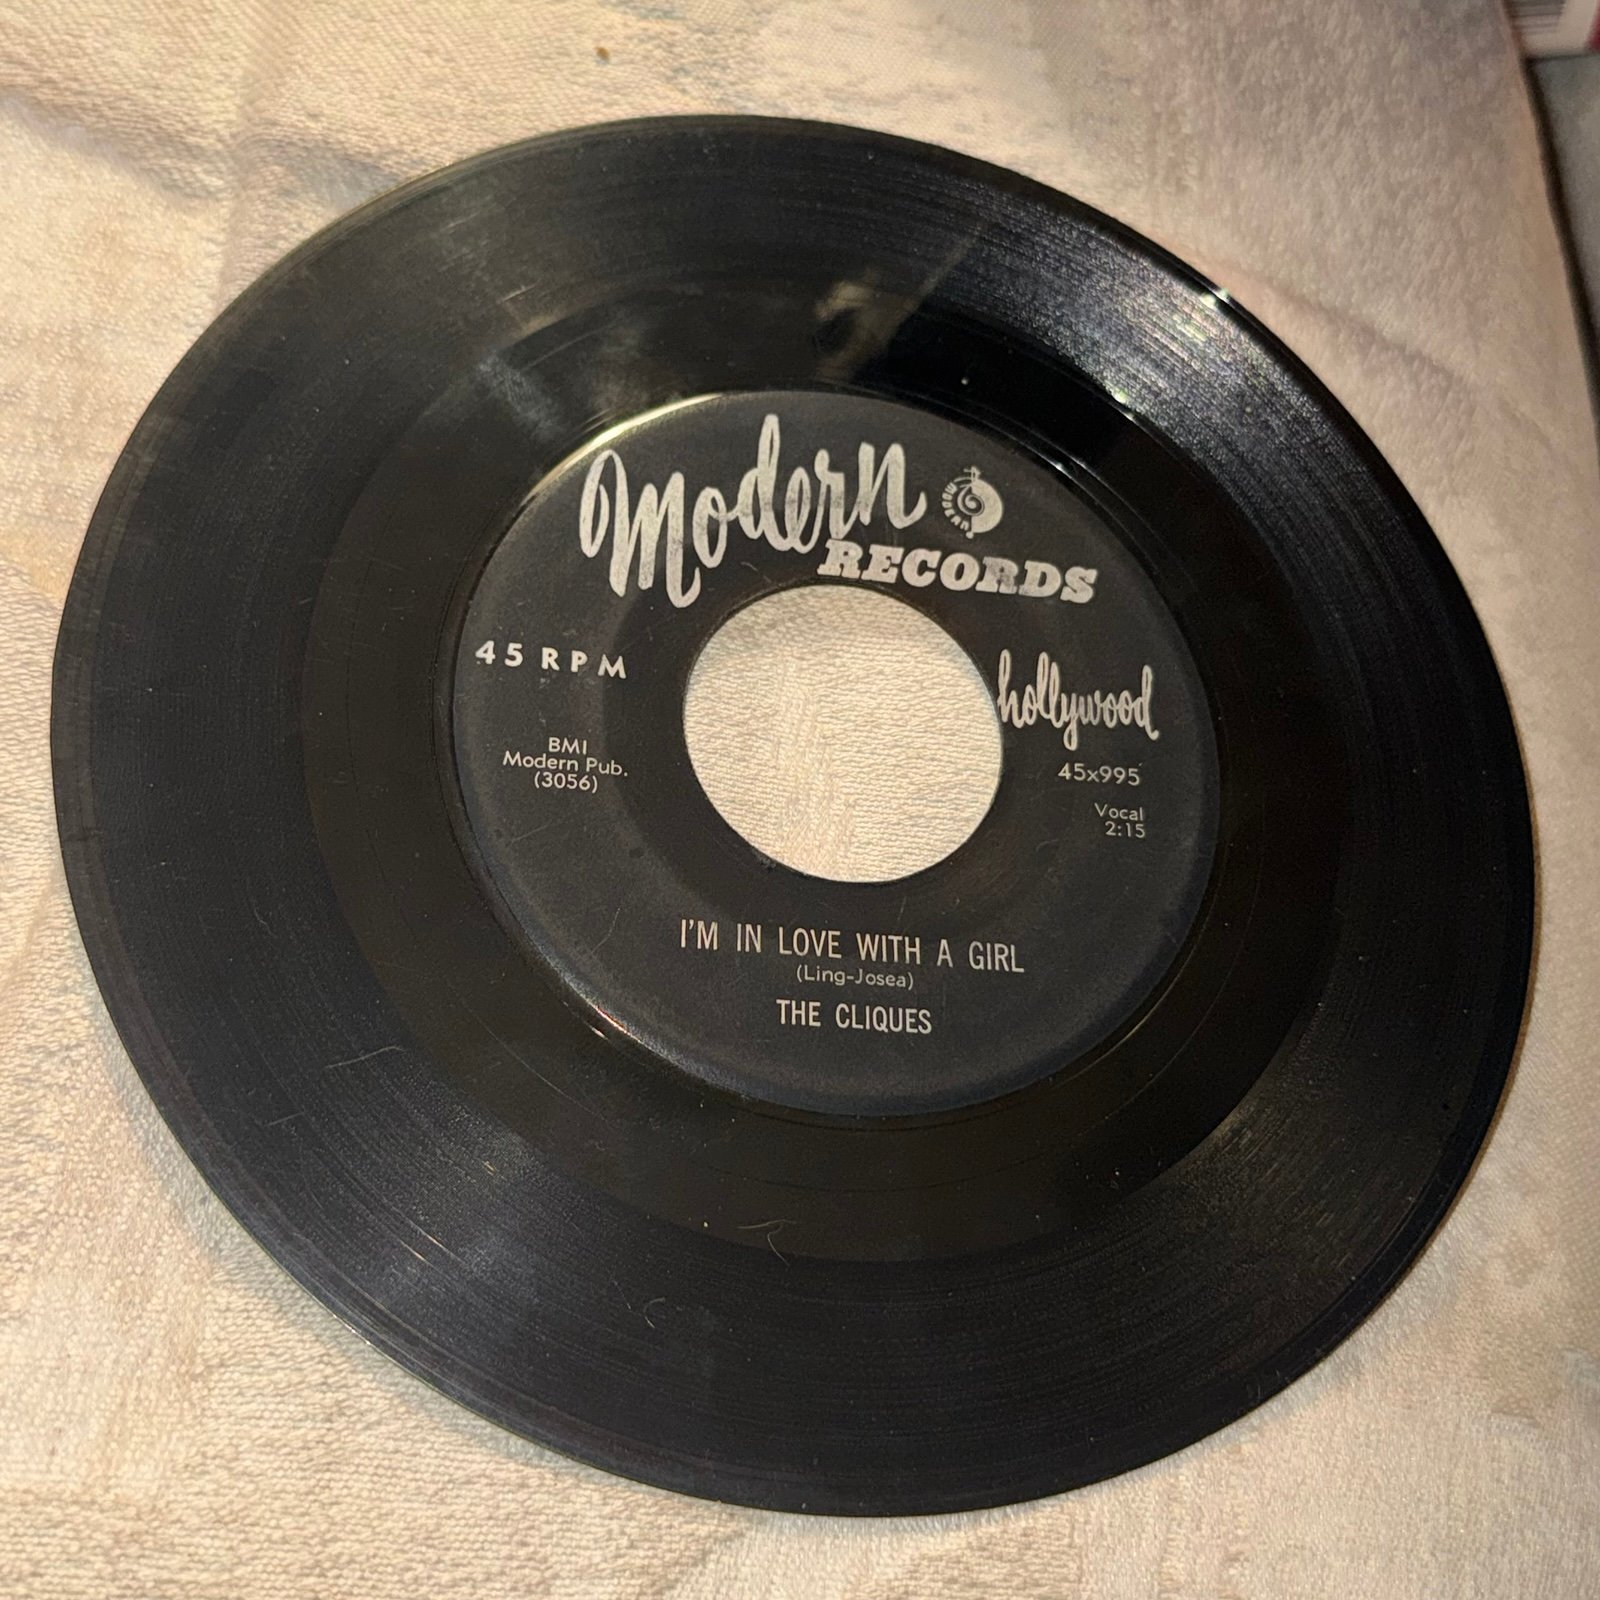 Modern
MODERN
RECORDS
45 RPM
hollywood
BMI
Modern Pub.
(3056)
45x995
Vocal
2:15
I'M IN LOVE WITH A GIRL
(Ling-Josea)
THE CLIQUES